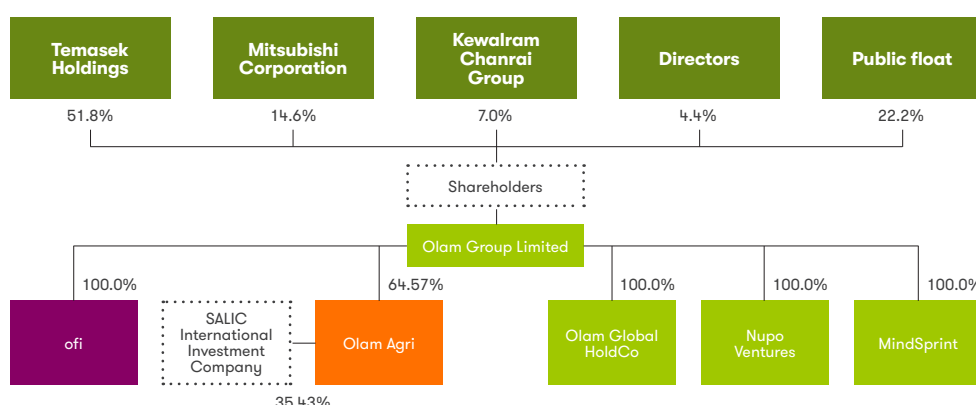 Temasek
Holdings
Mitsubishi
Corporation
Kewalram
Chanrai
Group
Directors
Public float
51.8%
14.6%
7.0%
4.4%
22.2%
Shareholders
Olam Group Limited
100.0%
64.57%
100.0%
100.0%
100.0%
ofi
SALIC
International
Investment
Company
Olam Agri
Olam Global
HoldCo
Nupo
Ventures
MindSprint
35.43%